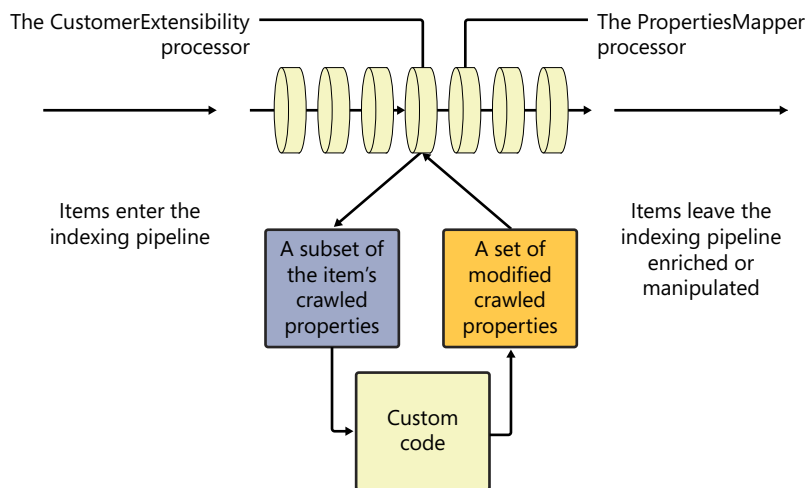 The CustomerExtensibility
processor
The PropertiesMapper
processor
Items enter the
indexing pipeline
Items leave the
indexing pipeline
enriched or
manipulated
A subset of
the item’s
crawled
properties
A set of
modified
crawled
properties
Custom
code